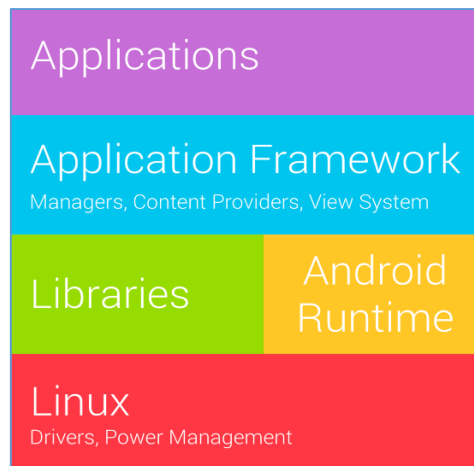 Applications
Application Framework
Managers, Content Providers, View System
Libraries
Android
Runtime
Linux
Drivers, Power Management